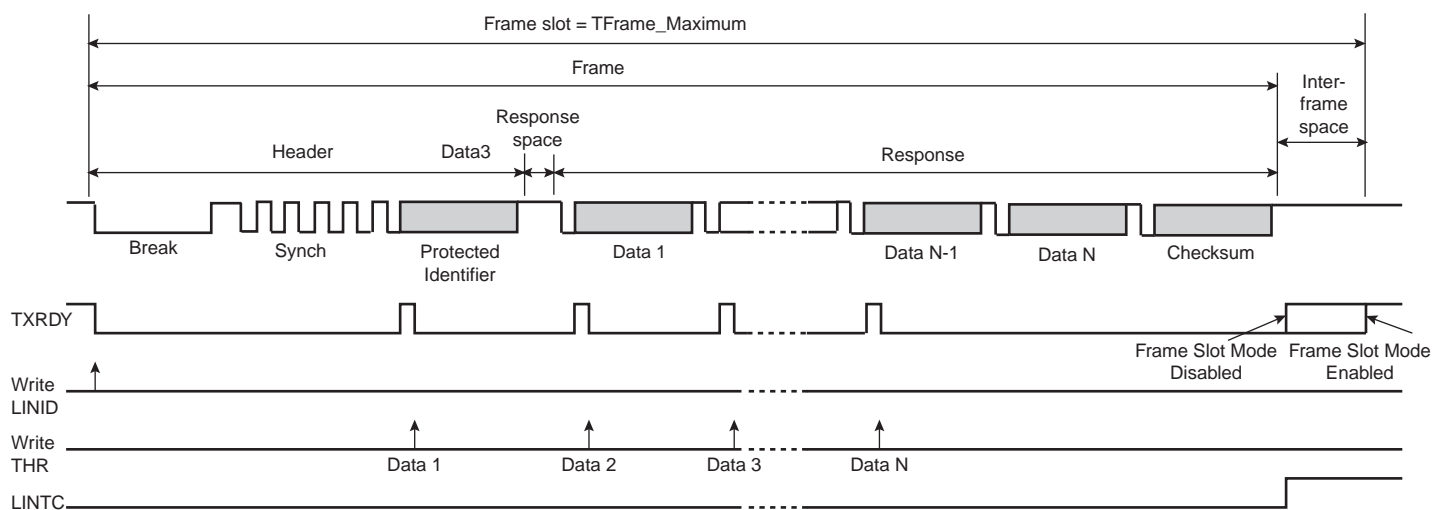 Frame slot = TFrame_Maximum
Frame
Inter-
frame
space
Response
space
Header
Data3
Response
Break
Synch
Protected
Identifier
Data 1
Data N-1
Data N
Checksum
TXRDY
Frame Slot Mode
Disabled
Frame Slot Mode
Enabled
Write
LINID
Write
THR
Data 1
Data 2
Data 3
Data N
LINTC